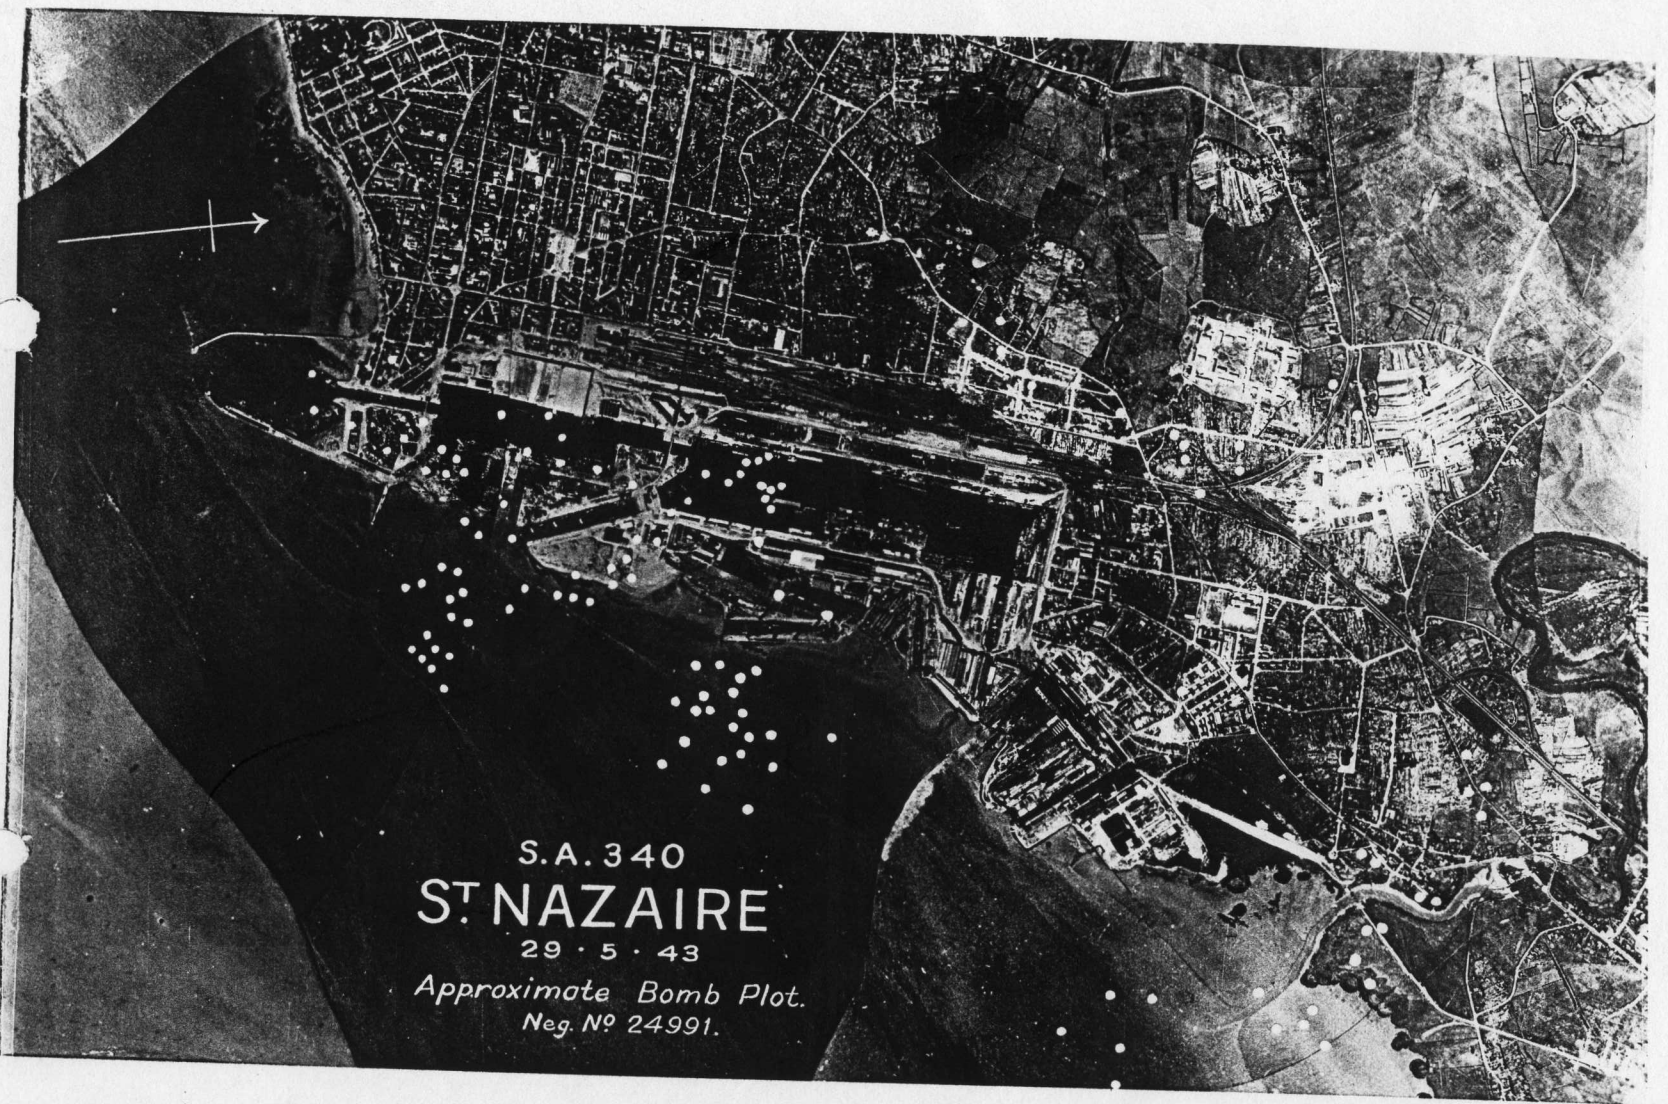 S.A.340
ST NAZAIRE
29·5·43
Approximate Bomb Plot.
Neg. No 24991.